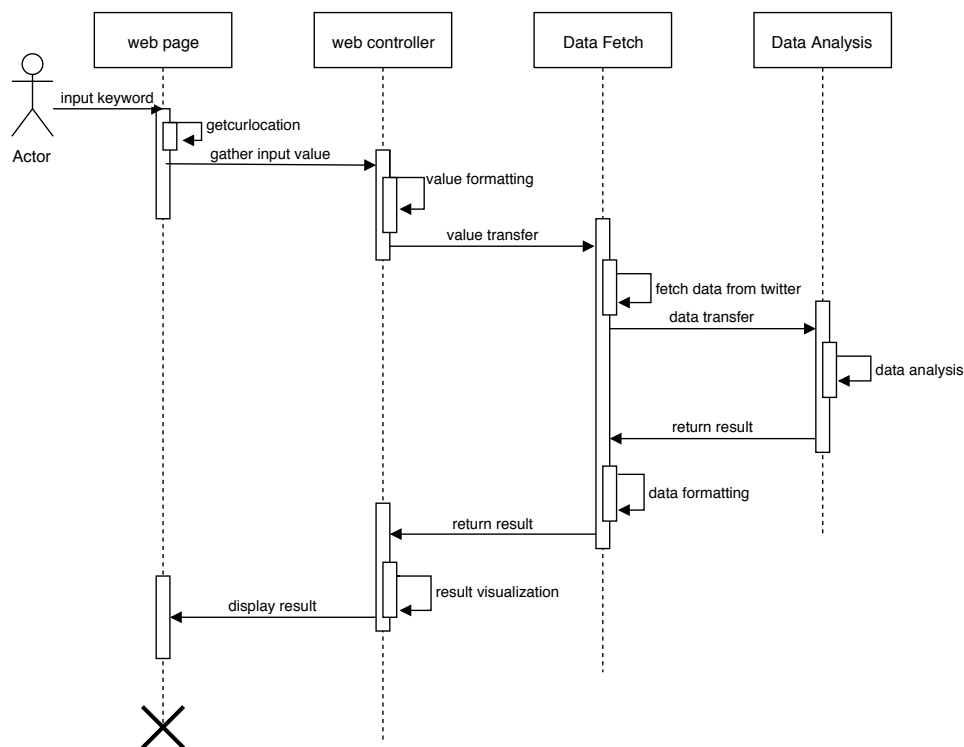 web page
web controller
Data Fetch
Data Analysis
input keyword
Actor
getcurlocation
gather input value
value formatting
value transfer
fetch data from twitter
data transfer
data analysis
return result
data formatting
return result
result visualization
display result